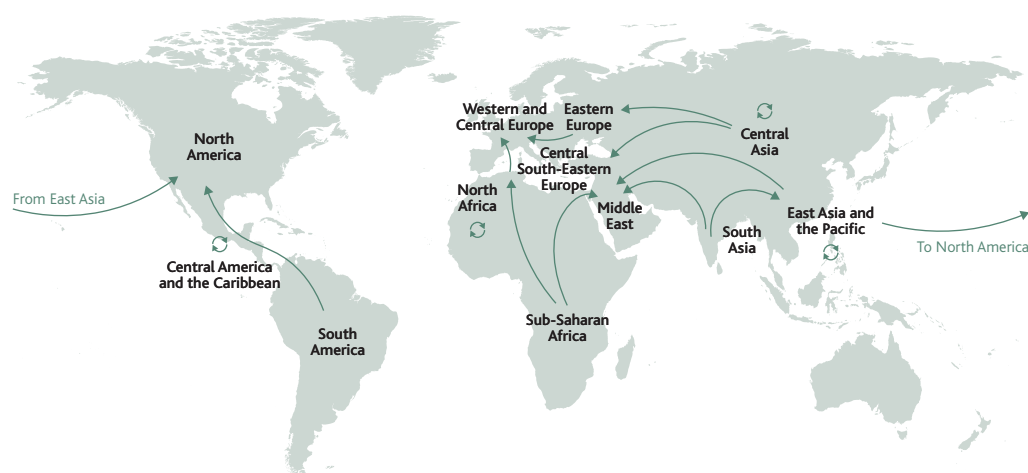 Western and
Central Europe
Eastern
Europe
Central
Asia
North
America
Central
South-Eastern
Europe
From East Asia
North
Africa
Middle
East
East Asia and
the Pacific
South
Asia
To North America
Central America
and the Caribbean
Sub-Saharan
Africa
South
America